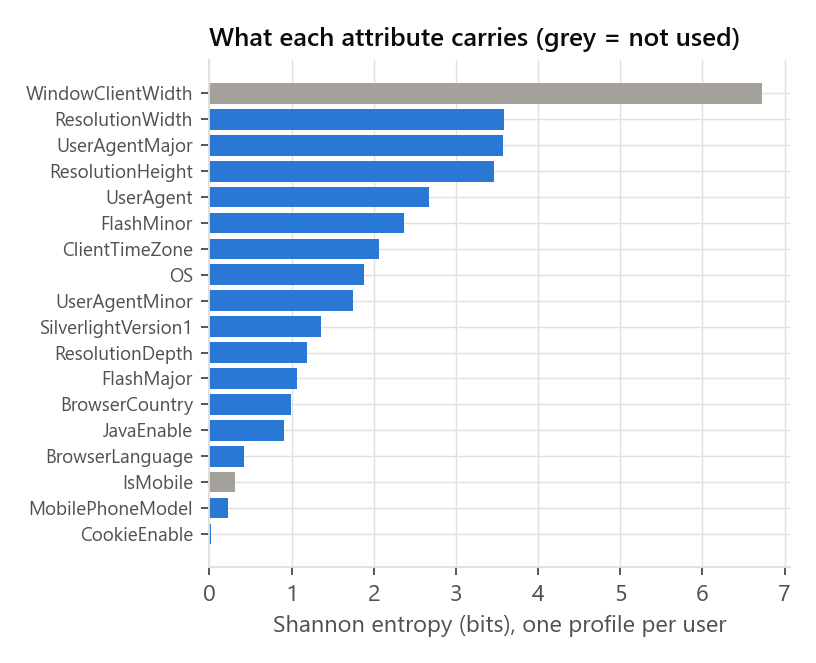 What each attribute carries (grey = not used)
WindowClientWidth
ResolutionWidth
UserAgentMajor
ResolutionHeight
UserAgent
FlashMinor
ClientTimeZone
OS
UserAgentMinor
SilverlightVersion1
ResolutionDepth
FlashMajor
BrowserCountry
JavaEnable
BrowserLanguage
IsMobile
MobilePhoneModel
CookieEnable
0 1 2 3 4 5 6 7
Shannon entropy (bits), one profile per user